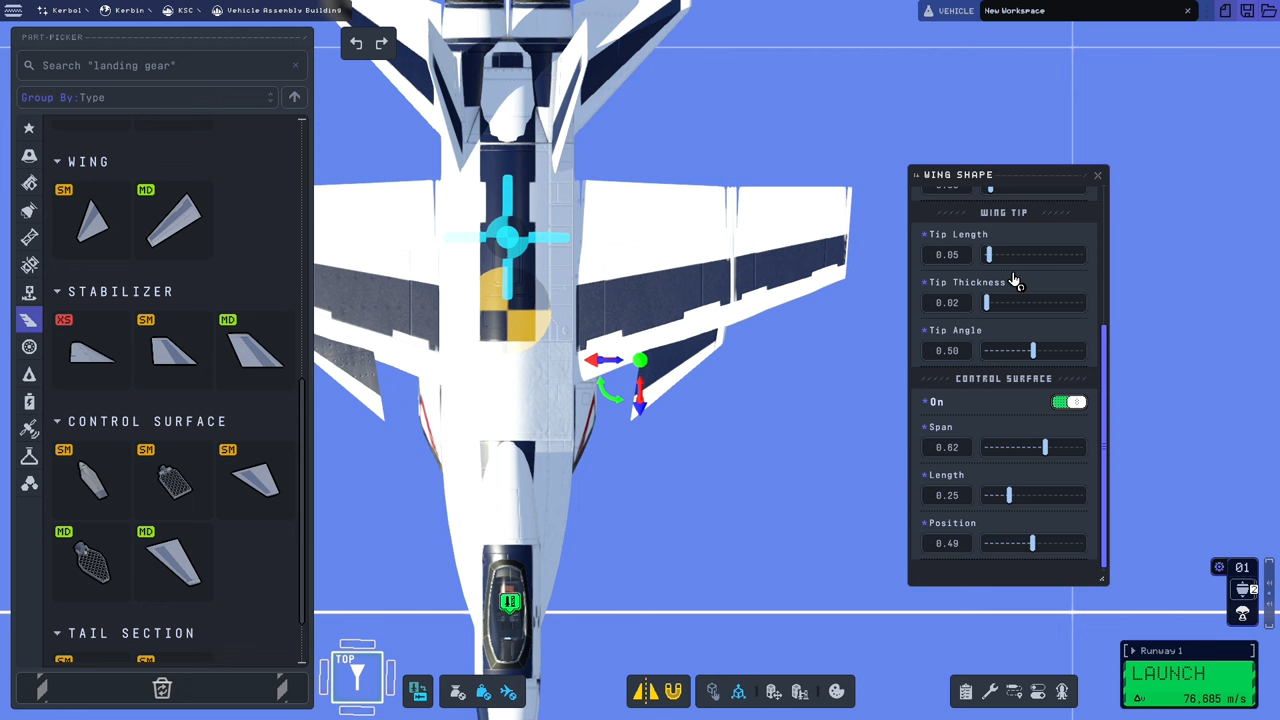 Kerbol
Kerbin
KSC
Vehicle Assembly Building
VEHICLE
New Workspace
PART-PICKER
Search "landing gear"
Group By:Type
WING
SM
MD
STABILIZER
XS
SM
MD
CONTROL SURFACE
SM
SM
MD
MD
TAIL SECTION
WING SHAPE
WING TIP
*Tip Length
0.05
*Tip Thickness
0.02
*Tip Angle
0.50
CONTROL SURFACE
*On
*Span
0.62
*Length
0.25
*Position
0.49
01
2
TOP
Runway 1
LAUNCH
Δv 76,685 m/s